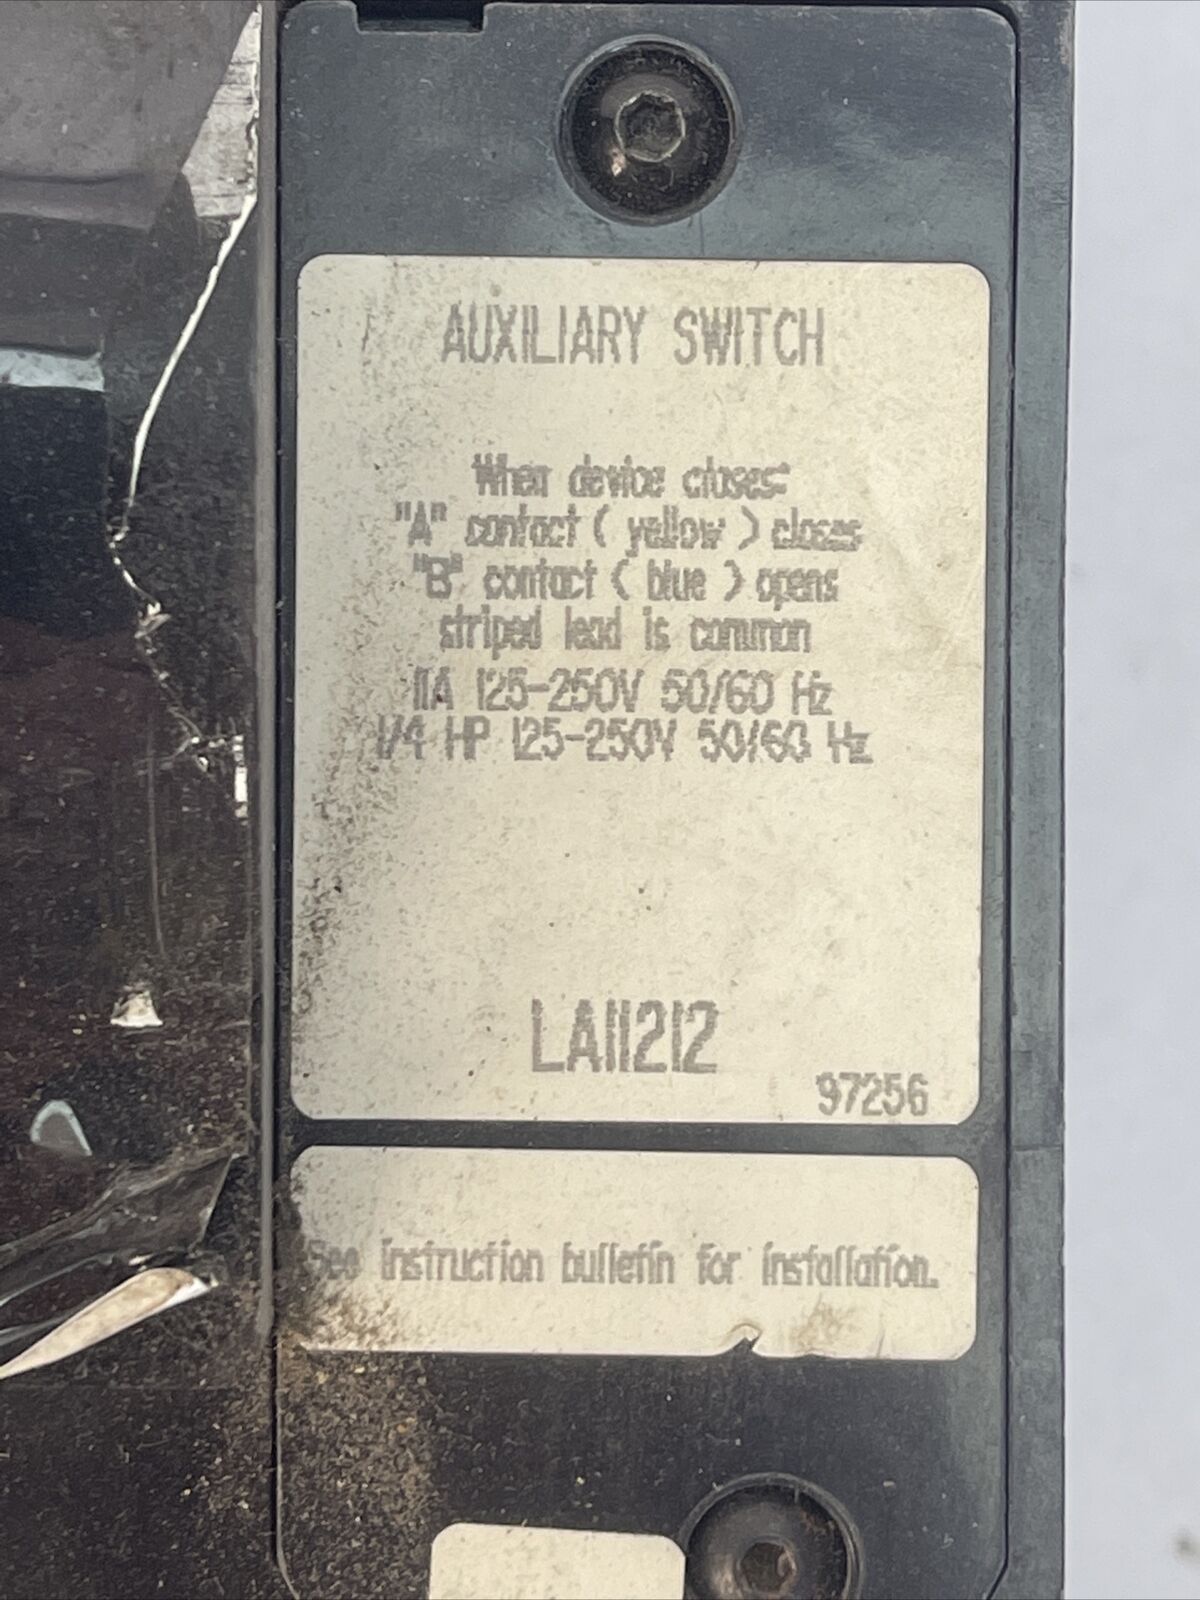 AUXILIARY SWITCH
When device closes:
"A" contact ( yellow ) closes
"B" contact ( blue ) opens
striped lead is common
11A 125-250V 50/60 Hz
1/4 HP 125-250V 50/60 Hz
LA11212
97256
See instruction bulletin for installation.